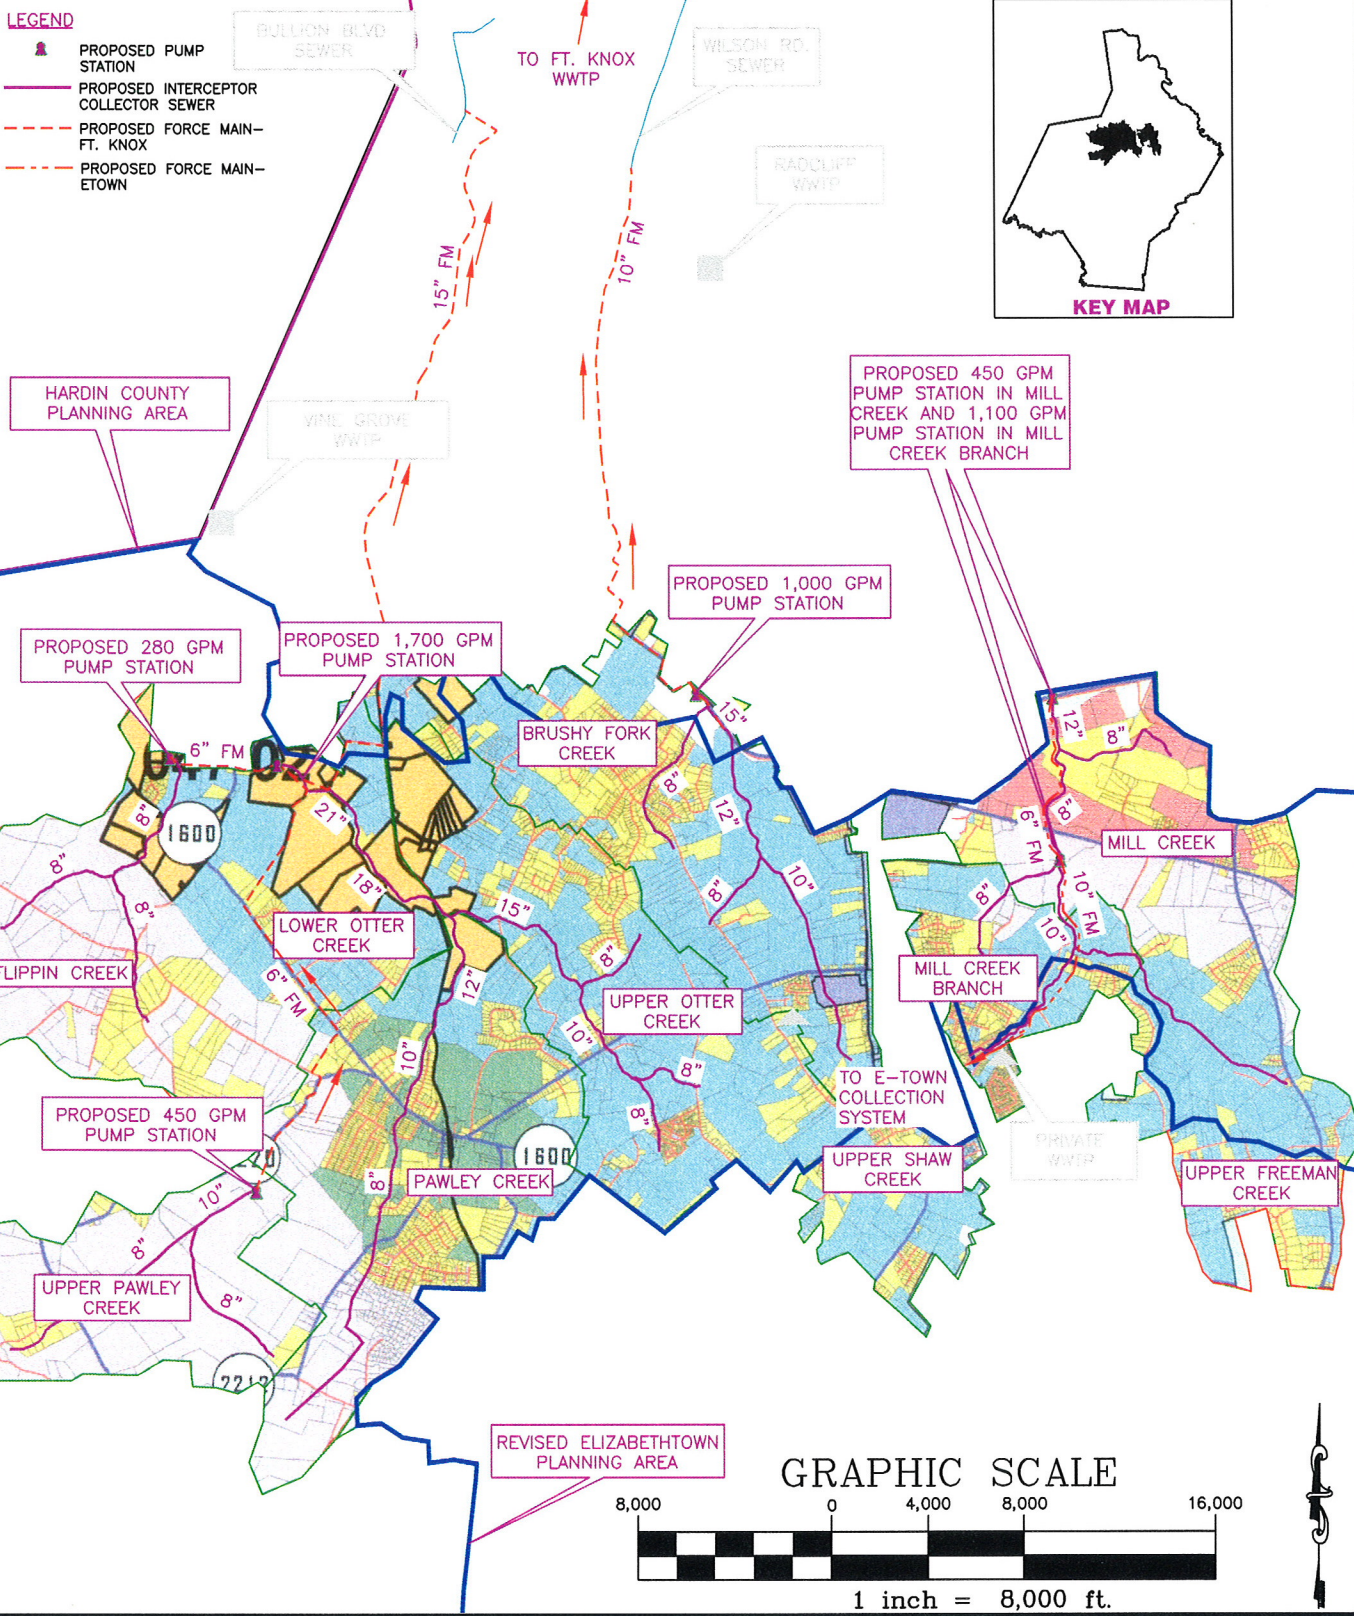 LEGEND
PROPOSED PUMP
STATION
PROPOSED INTERCEPTOR
COLLECTOR SEWER
PROPOSED FORCE MAIN-
FT. KNOX
PROPOSED FORCE MAIN-
ETOWN
BULLION BLVD
SEWER
TO FT. KNOX
WWTP
WILSON RD.
SEWER
RADCLIFF
WWTP
KEY MAP
15" FM
10" FM
HARDIN COUNTY
PLANNING AREA
VINE GROVE
WWTP
PROPOSED 450 GPM
PUMP STATION IN MILL
CREEK AND 1,100 GPM
PUMP STATION IN MILL
CREEK BRANCH
PROPOSED 1,000 GPM
PUMP STATION
PROPOSED 280 GPM
PUMP STATION
PROPOSED 1,700 GPM
PUMP STATION
6" FM
BRUSHY FORK
CREEK
15"
12"
8"
8"
8"
1600
21"
8"
12"
6" FM
MILL CREEK
8"
18"
8"
10"
8"
10" FM
8"
15"
LOWER OTTER
CREEK
10"
FLIPPIN CREEK
6" FM
12"
8"
MILL CREEK
BRANCH
UPPER OTTER
CREEK
10"
10"
8"
8"
TO E-TOWN
COLLECTION
SYSTEM
PROPOSED 450 GPM
PUMP STATION
1600
PRIVATE
WWTP
8"
PAWLEY CREEK
UPPER SHAW
CREEK
UPPER FREEMAN
CREEK
10"
8"
UPPER PAWLEY
CREEK
8"
REVISED ELIZABETHTOWN
PLANNING AREA
GRAPHIC SCALE
8,000 0 4,000 8,000 16,000
1 inch = 8,000 ft.